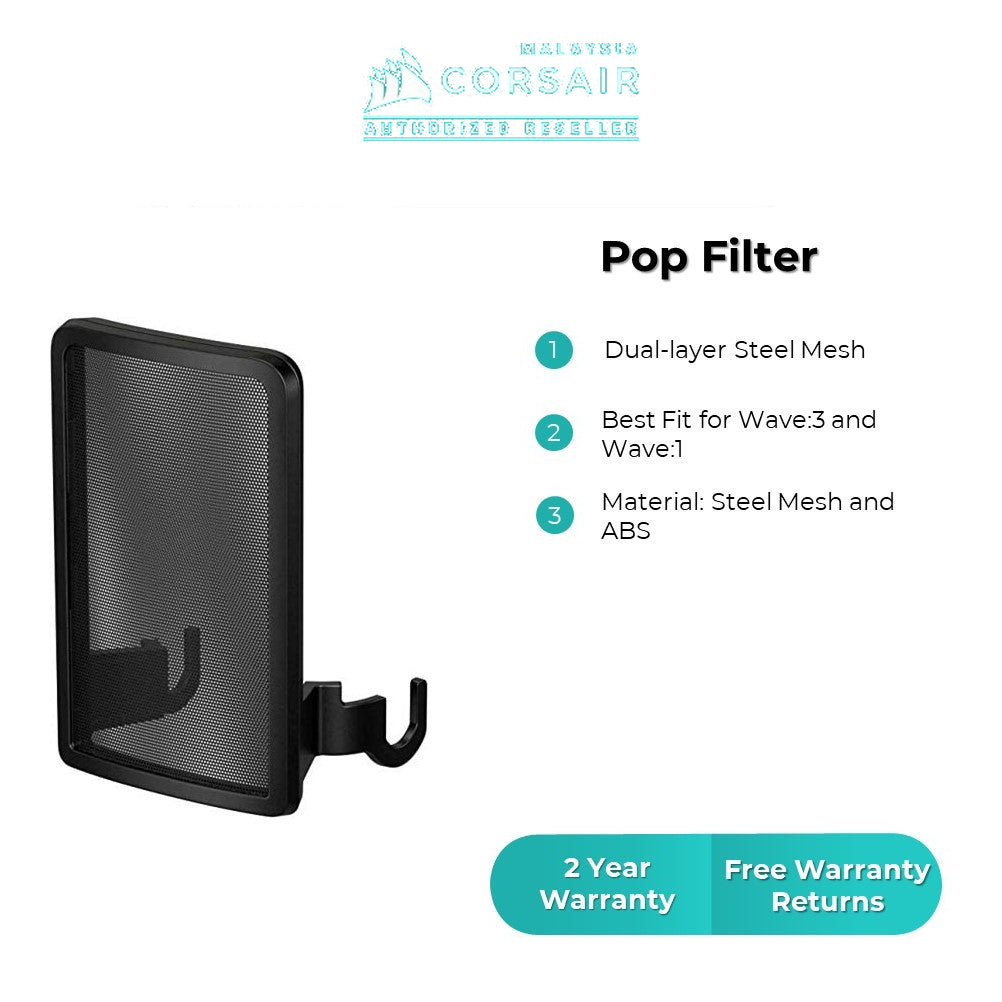 MALAYSIA
CORSAIR
AUTHORIZED RESELLER
Pop Filter
1 Dual-layer Steel Mesh
2 Best Fit for Wave:3 and
Wave:1
3 Material: Steel Mesh and
ABS
2 Year
Warranty
Free Warranty
Returns